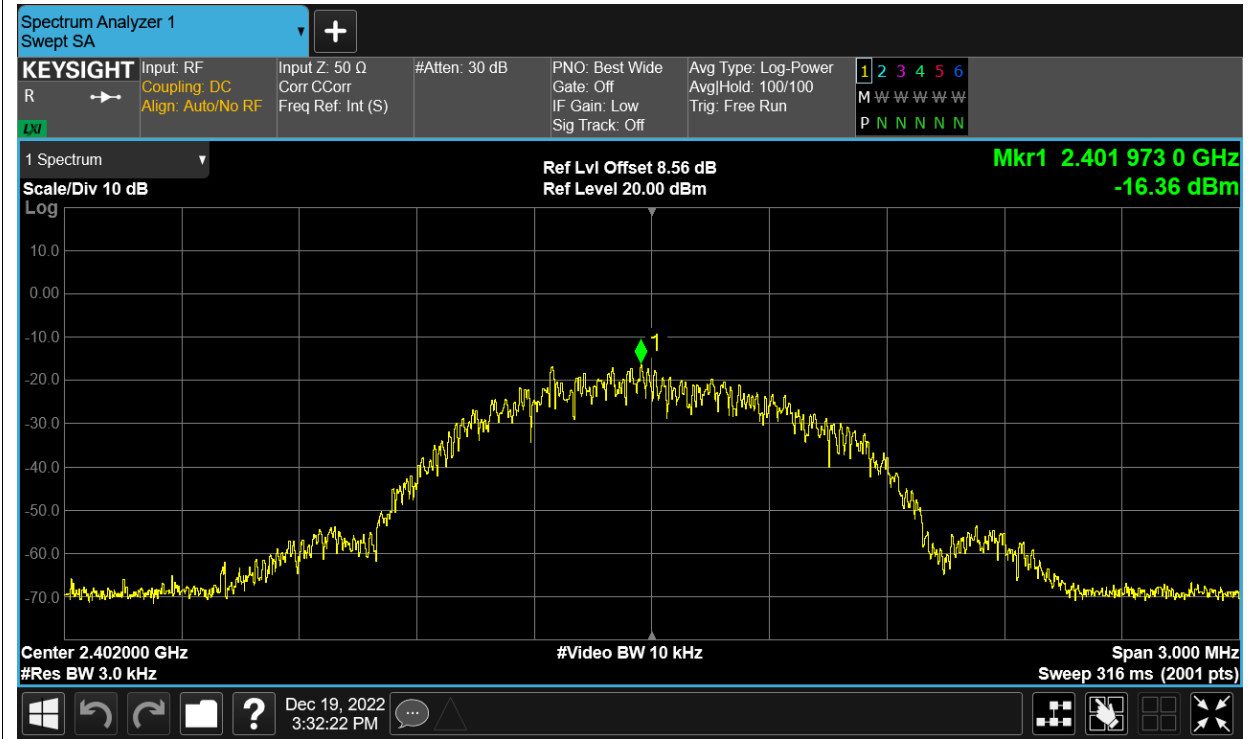 Spectrum Analyzer 1
Swept SA
+
KEYSIGHT
R
LXI
Input: RF
Coupling: DC
Align: Auto/No RF
Input Z: 50 Ω
Corr CCorr
Freq Ref: Int (S)
#Atten: 30 dB
PNO: Best Wide
Gate: Off
IF Gain: Low
Sig Track: Off
Avg Type: Log-Power
Avg|Hold: 100/100
Trig: Free Run
1 2 3 4 5 6
M W W W W W
P N N N N N
1 Spectrum
Scale/Div 10 dB
Log
Ref Lvl Offset 8.56 dB
Ref Level 20.00 dBm
Mkr1 2.401 973 0 GHz
-16.36 dBm
10.0
0.00
-10.0
-20.0
-30.0
-40.0
-50.0
-60.0
-70.0
1
Center 2.402000 GHz
#Res BW 3.0 kHz
#Video BW 10 kHz
Span 3.000 MHz
Sweep 316 ms (2001 pts)
?
Dec 19, 2022
3:32:22 PM